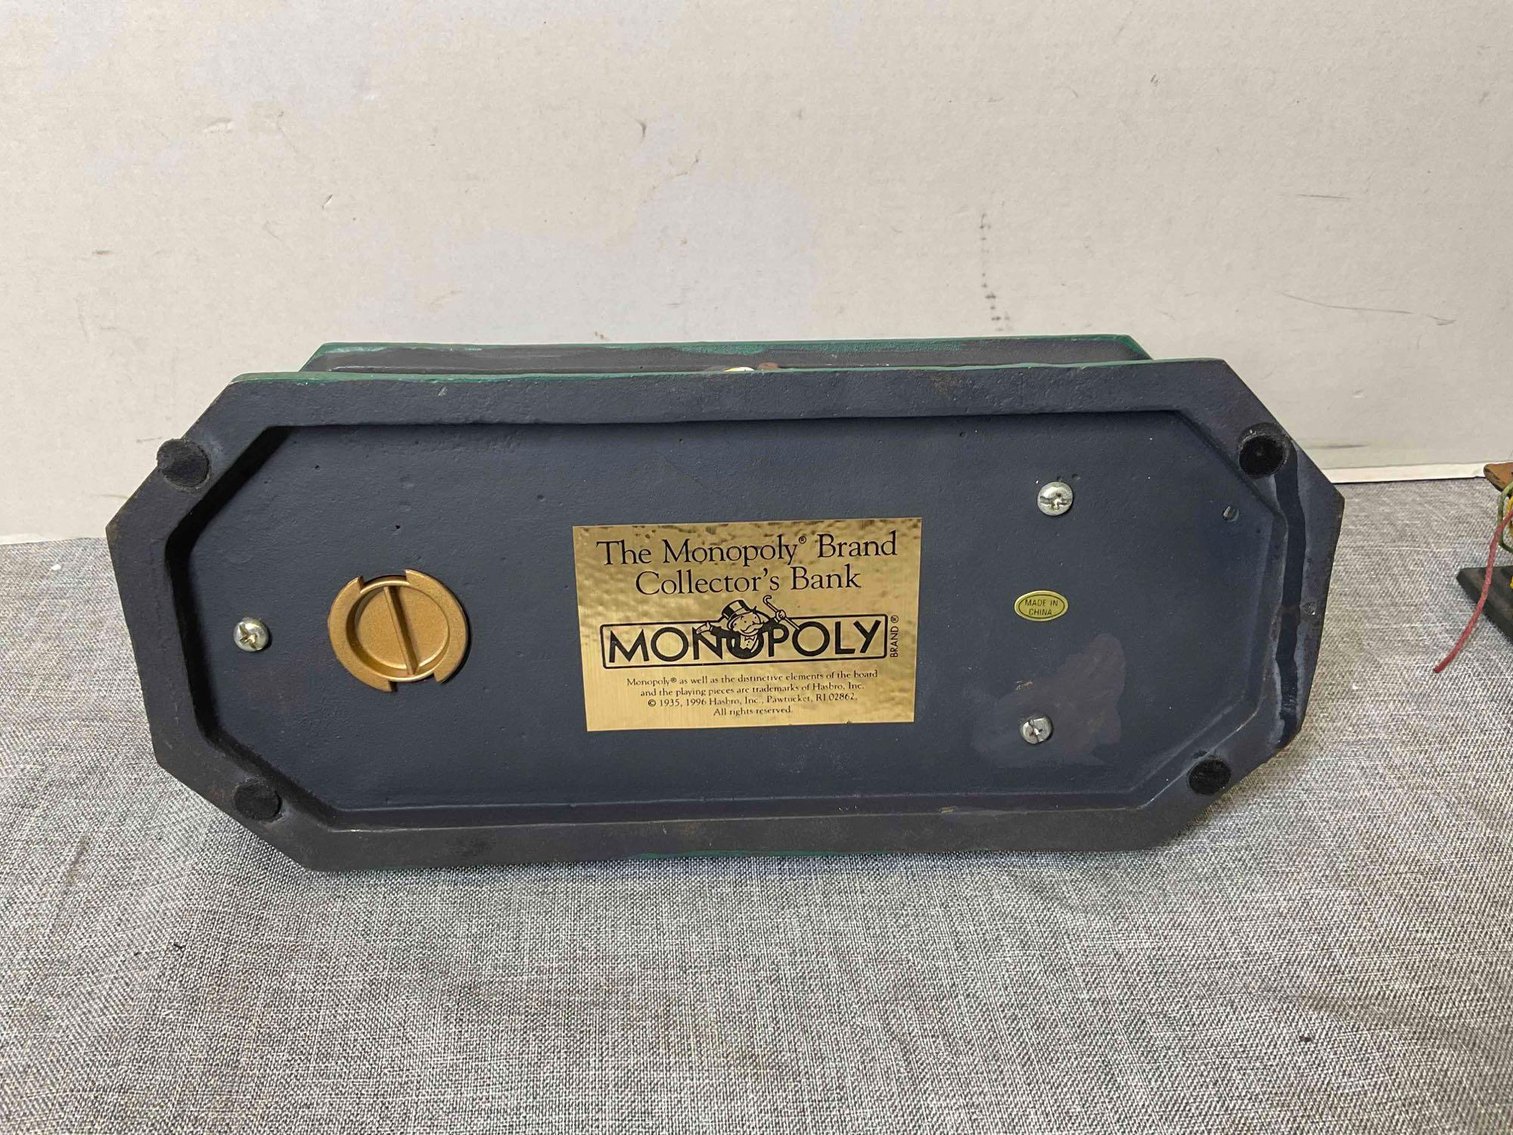 The Monopoly® Brand
Collector's Bank
MONOPOLY
BRAND®
Monopoly® as well as the distinctive elements of the board
and the playing pieces are trademarks of Hasbro, Inc.
© 1935, 1996 Hasbro, Inc., Pawtucket, RI 02862.
All rights reserved.
MADE IN
CHINA